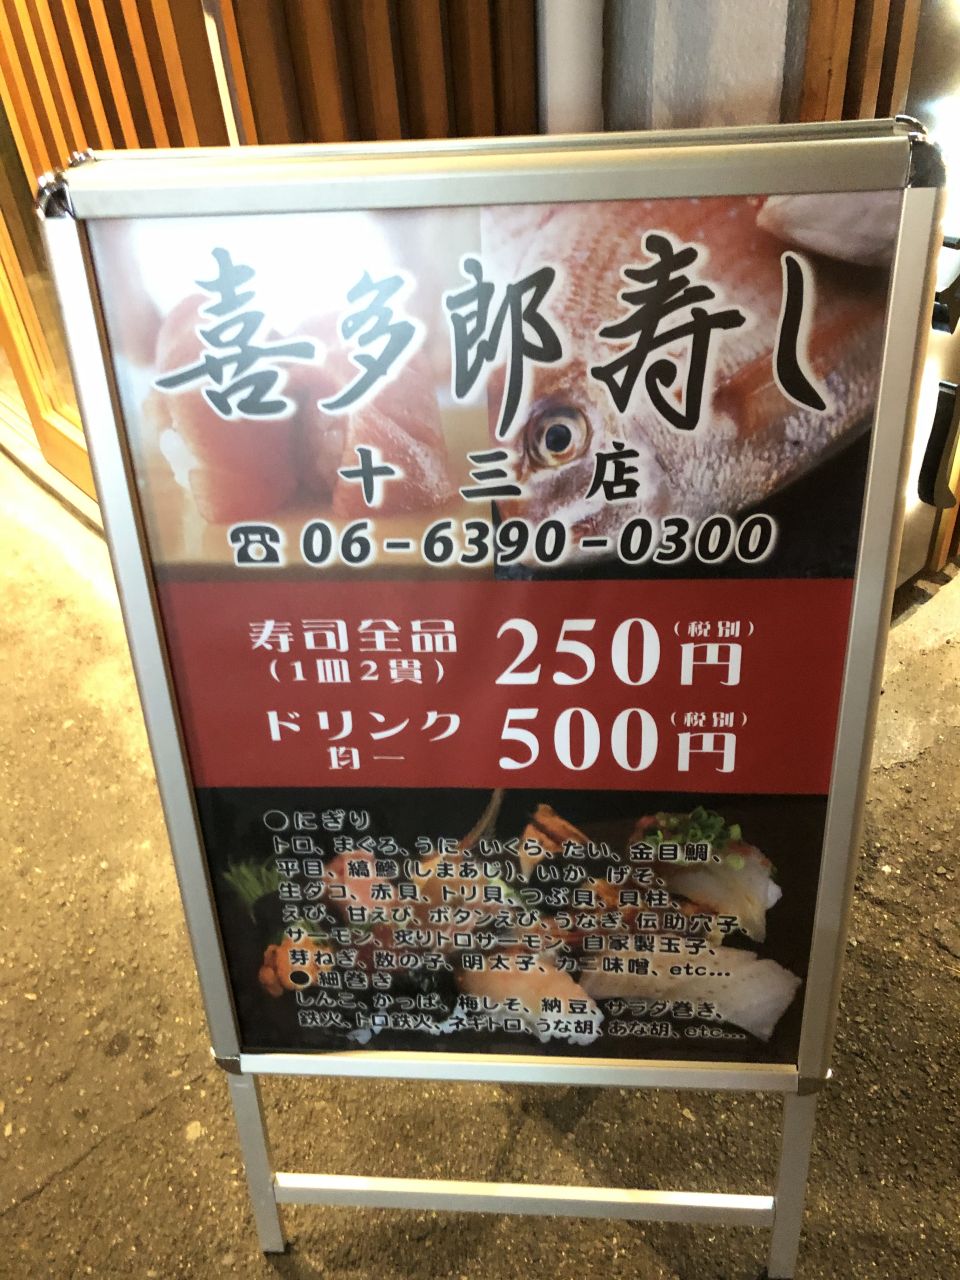 喜多郎寿し
十三店
☎06-6390-0300
寿司全品
(1皿2貫)
250円
(税別)
ドリンク
均一
500円
(税別)
●にぎり
トロ、まぐろ、うに、いくら、たい、金目鯛、
平目、縞鯵(しまあじ)、いか、げそ、
生ダコ、赤貝、トリ貝、つぶ貝、貝柱、
えび、甘えび、ボタンえび、うなぎ、伝助穴子、
サーモン、炙りトロサーモン、自家製玉子、
芽ねぎ、数の子、明太子、カニ味噌、etc...
●細巻き
しんこ、かっぱ、梅しそ、納豆、サラダ巻き、
鉄火、トロ鉄火、ネギトロ、うな胡、あな胡、etc...